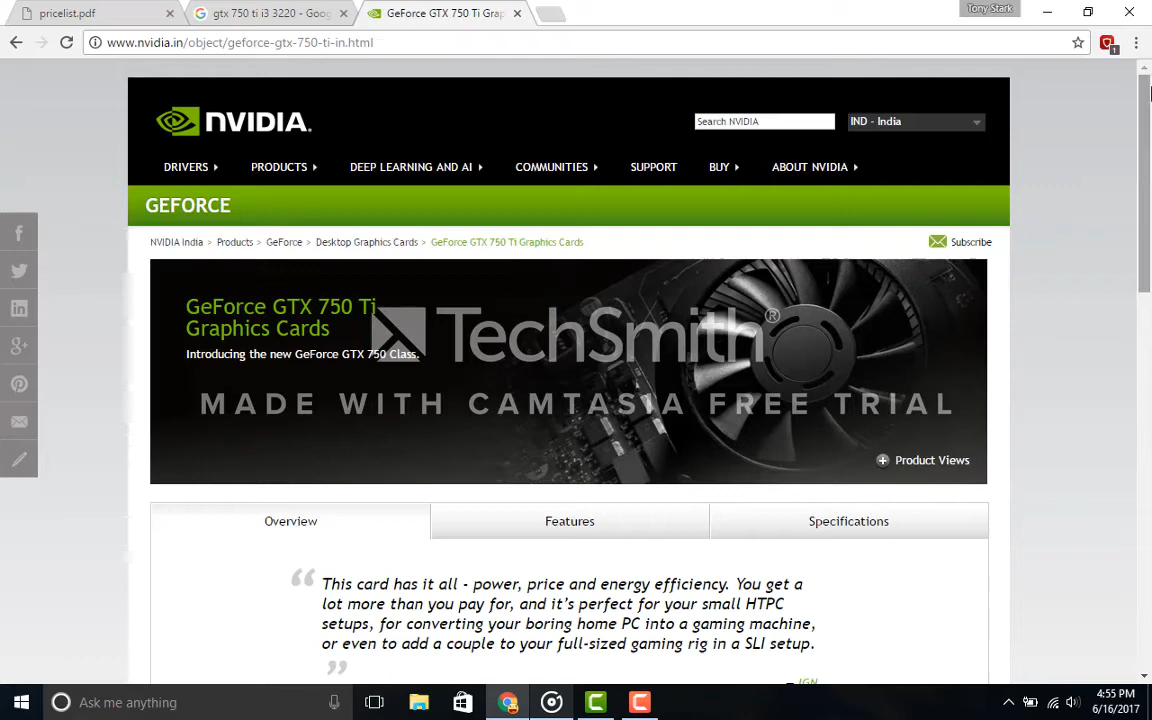 pricelist.pdf
gtx 750 ti i3 3220 - Goog
GeForce GTX 750 Ti Grap
Tony Stark
www.nvidia.in/object/geforce-gtx-750-ti-in.html
1
NVIDIA.
Search NVIDIA
IND - India
DRIVERS
PRODUCTS
DEEP LEARNING AND AI
COMMUNITIES
SUPPORT
BUY
ABOUT NVIDIA
GEFORCE
NVIDIA India > Products > GeForce > Desktop Graphics Cards > GeForce GTX 750 Ti Graphics Cards
Subscribe
GeForce GTX 750 Ti
Graphics Cards
Introducing the new GeForce GTX 750 Class.
TechSmith®
MADE WITH CAMTASIA FREE TRIAL
Product Views
Overview
Features
Specifications
“ This card has it all - power, price and energy efficiency. You get a
lot more than you pay for, and it’s perfect for your small HTPC
setups, for converting your boring home PC into a gaming machine,
or even to add a couple to your full-sized gaming rig in a SLI setup.
”
IGN
Ask me anything
4:55 PM
6/16/2017